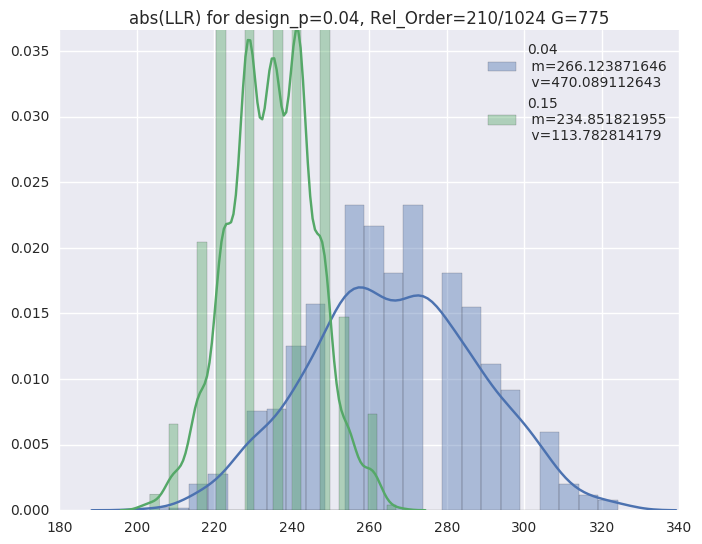 abs(LLR) for design_p=0.04, Rel_Order=210/1024 G=775
0.035
0.030
0.025
0.020
0.015
0.010
0.005
0.000
0.04
m=266.123871646
v=470.089112643
0.15
m=234.851821955
v=113.782814179
180 200 220 240 260 280 300 320 340